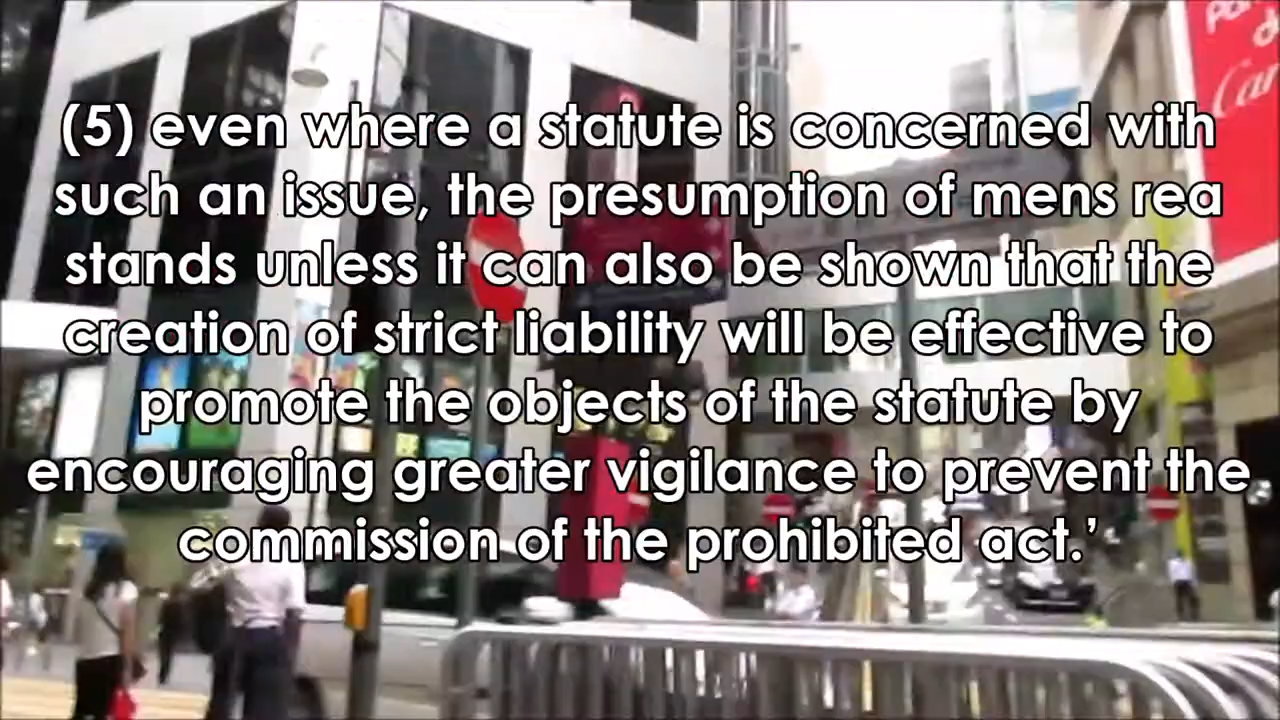 (5) even where a statute is concerned with
such an issue, the presumption of mens rea
stands unless it can also be shown that the
creation of strict liability will be effective to
promote the objects of the statute by
encouraging greater vigilance to prevent the
commission of the prohibited act.’
Car